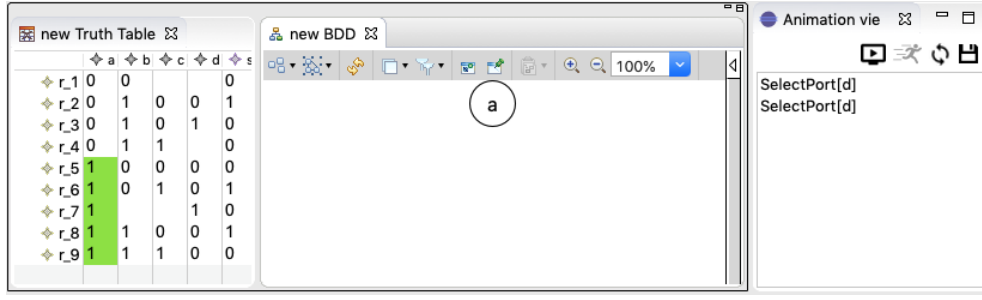 new Truth Table
a b c d s
r_1 0 0 0
r_2 0 1 0 0 1
r_3 0 1 0 1 0
r_4 0 1 1 0
r_5 1 0 0 0 0
r_6 1 0 1 0 1
r_7 1 1 0
r_8 1 1 0 0 1
r_9 1 1 1 0 0
new BDD
100%
a
Animation vie
SelectPort[d]
SelectPort[d]